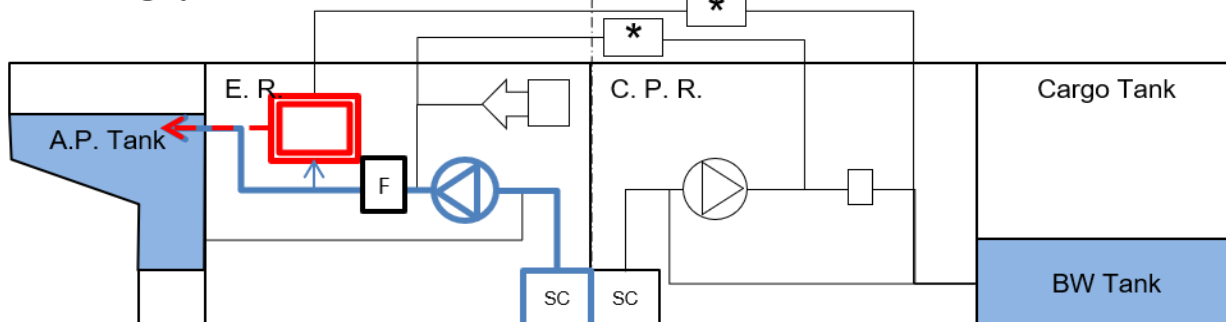 *
*
E. R.
C. P. R.
Cargo Tank
A.P. Tank
F
SC
SC
BW Tank